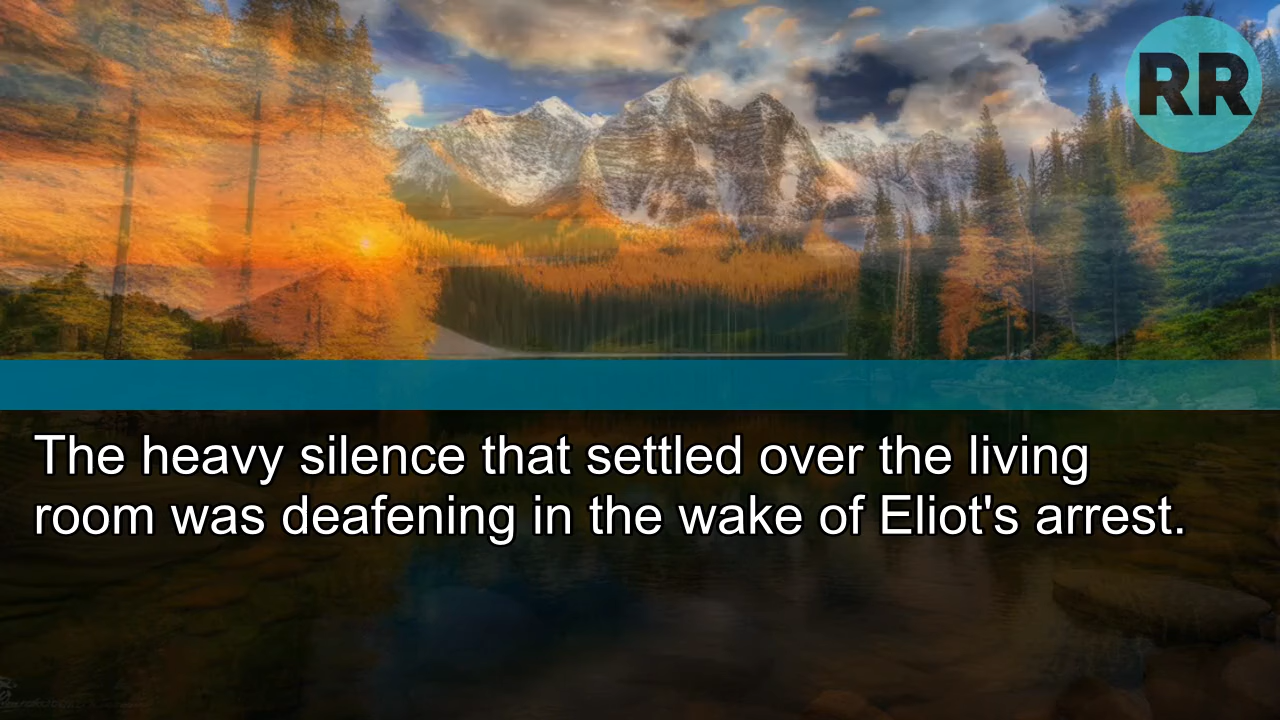 RR
The heavy silence that settled over the living
room was deafening in the wake of Eliot's arrest.